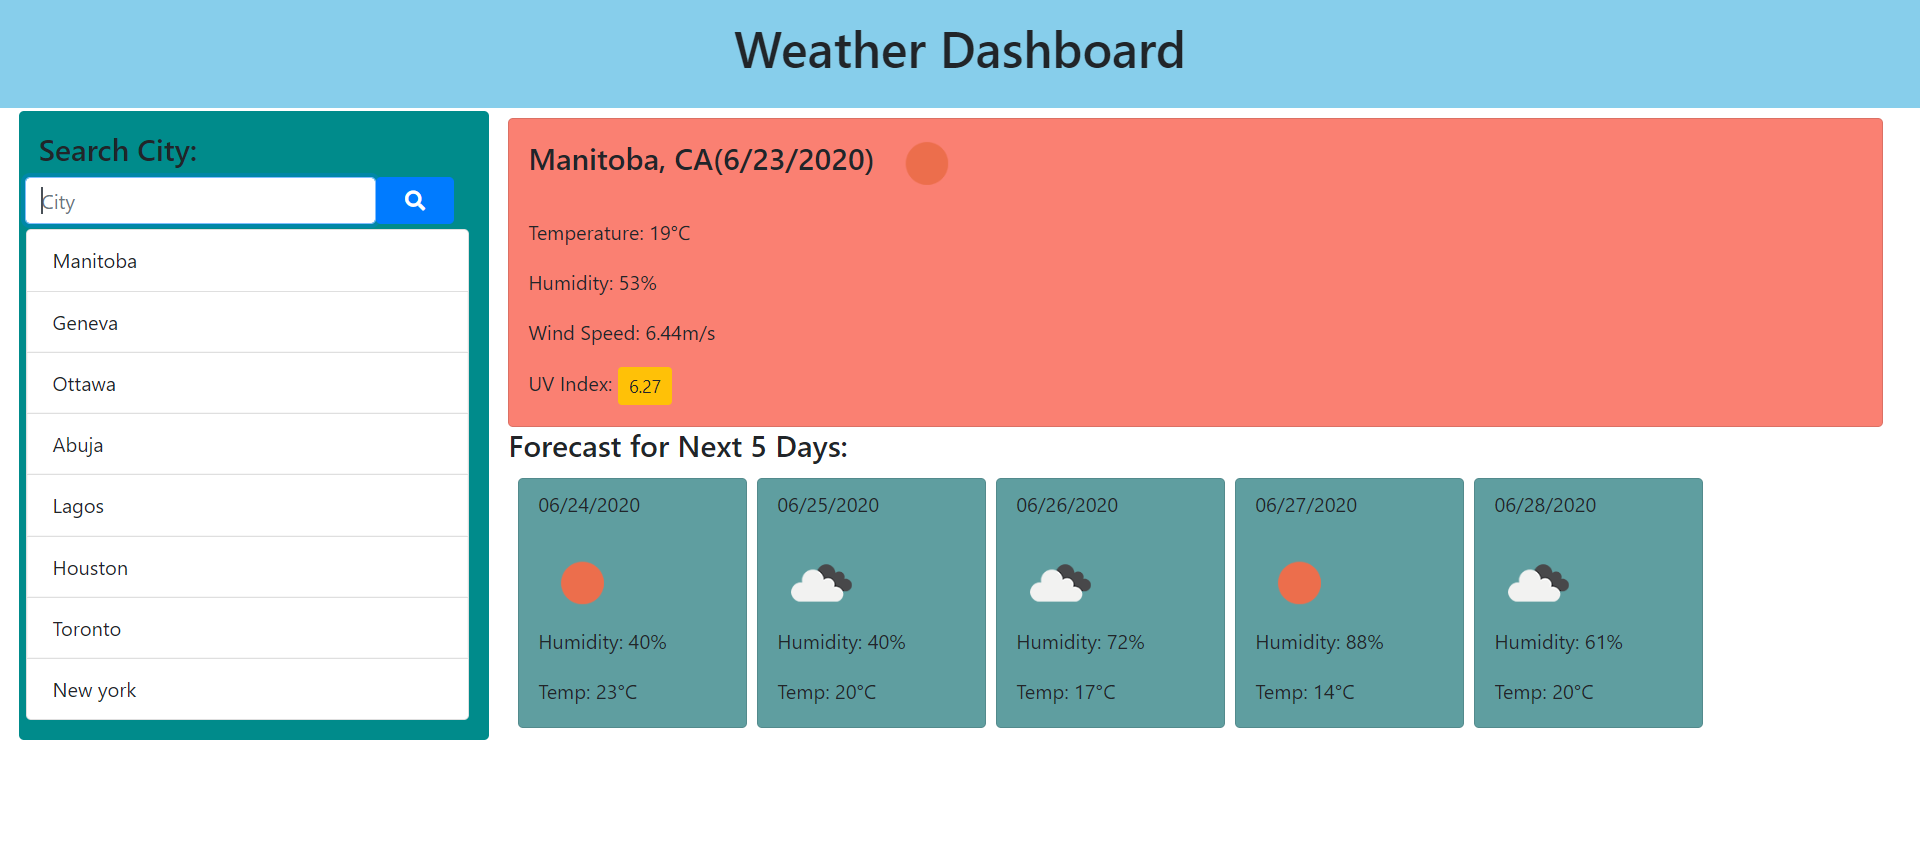 Weather Dashboard
Search City:
City
Manitoba
Geneva
Ottawa
Abuja
Lagos
Houston
Toronto
New york
Manitoba, CA(6/23/2020)
Temperature: 19°C
Humidity: 53%
Wind Speed: 6.44m/s
UV Index: 6.27
Forecast for Next 5 Days:
06/24/2020
Humidity: 40%
Temp: 23°C
06/25/2020
Humidity: 40%
Temp: 20°C
06/26/2020
Humidity: 72%
Temp: 17°C
06/27/2020
Humidity: 88%
Temp: 14°C
06/28/2020
Humidity: 61%
Temp: 20°C